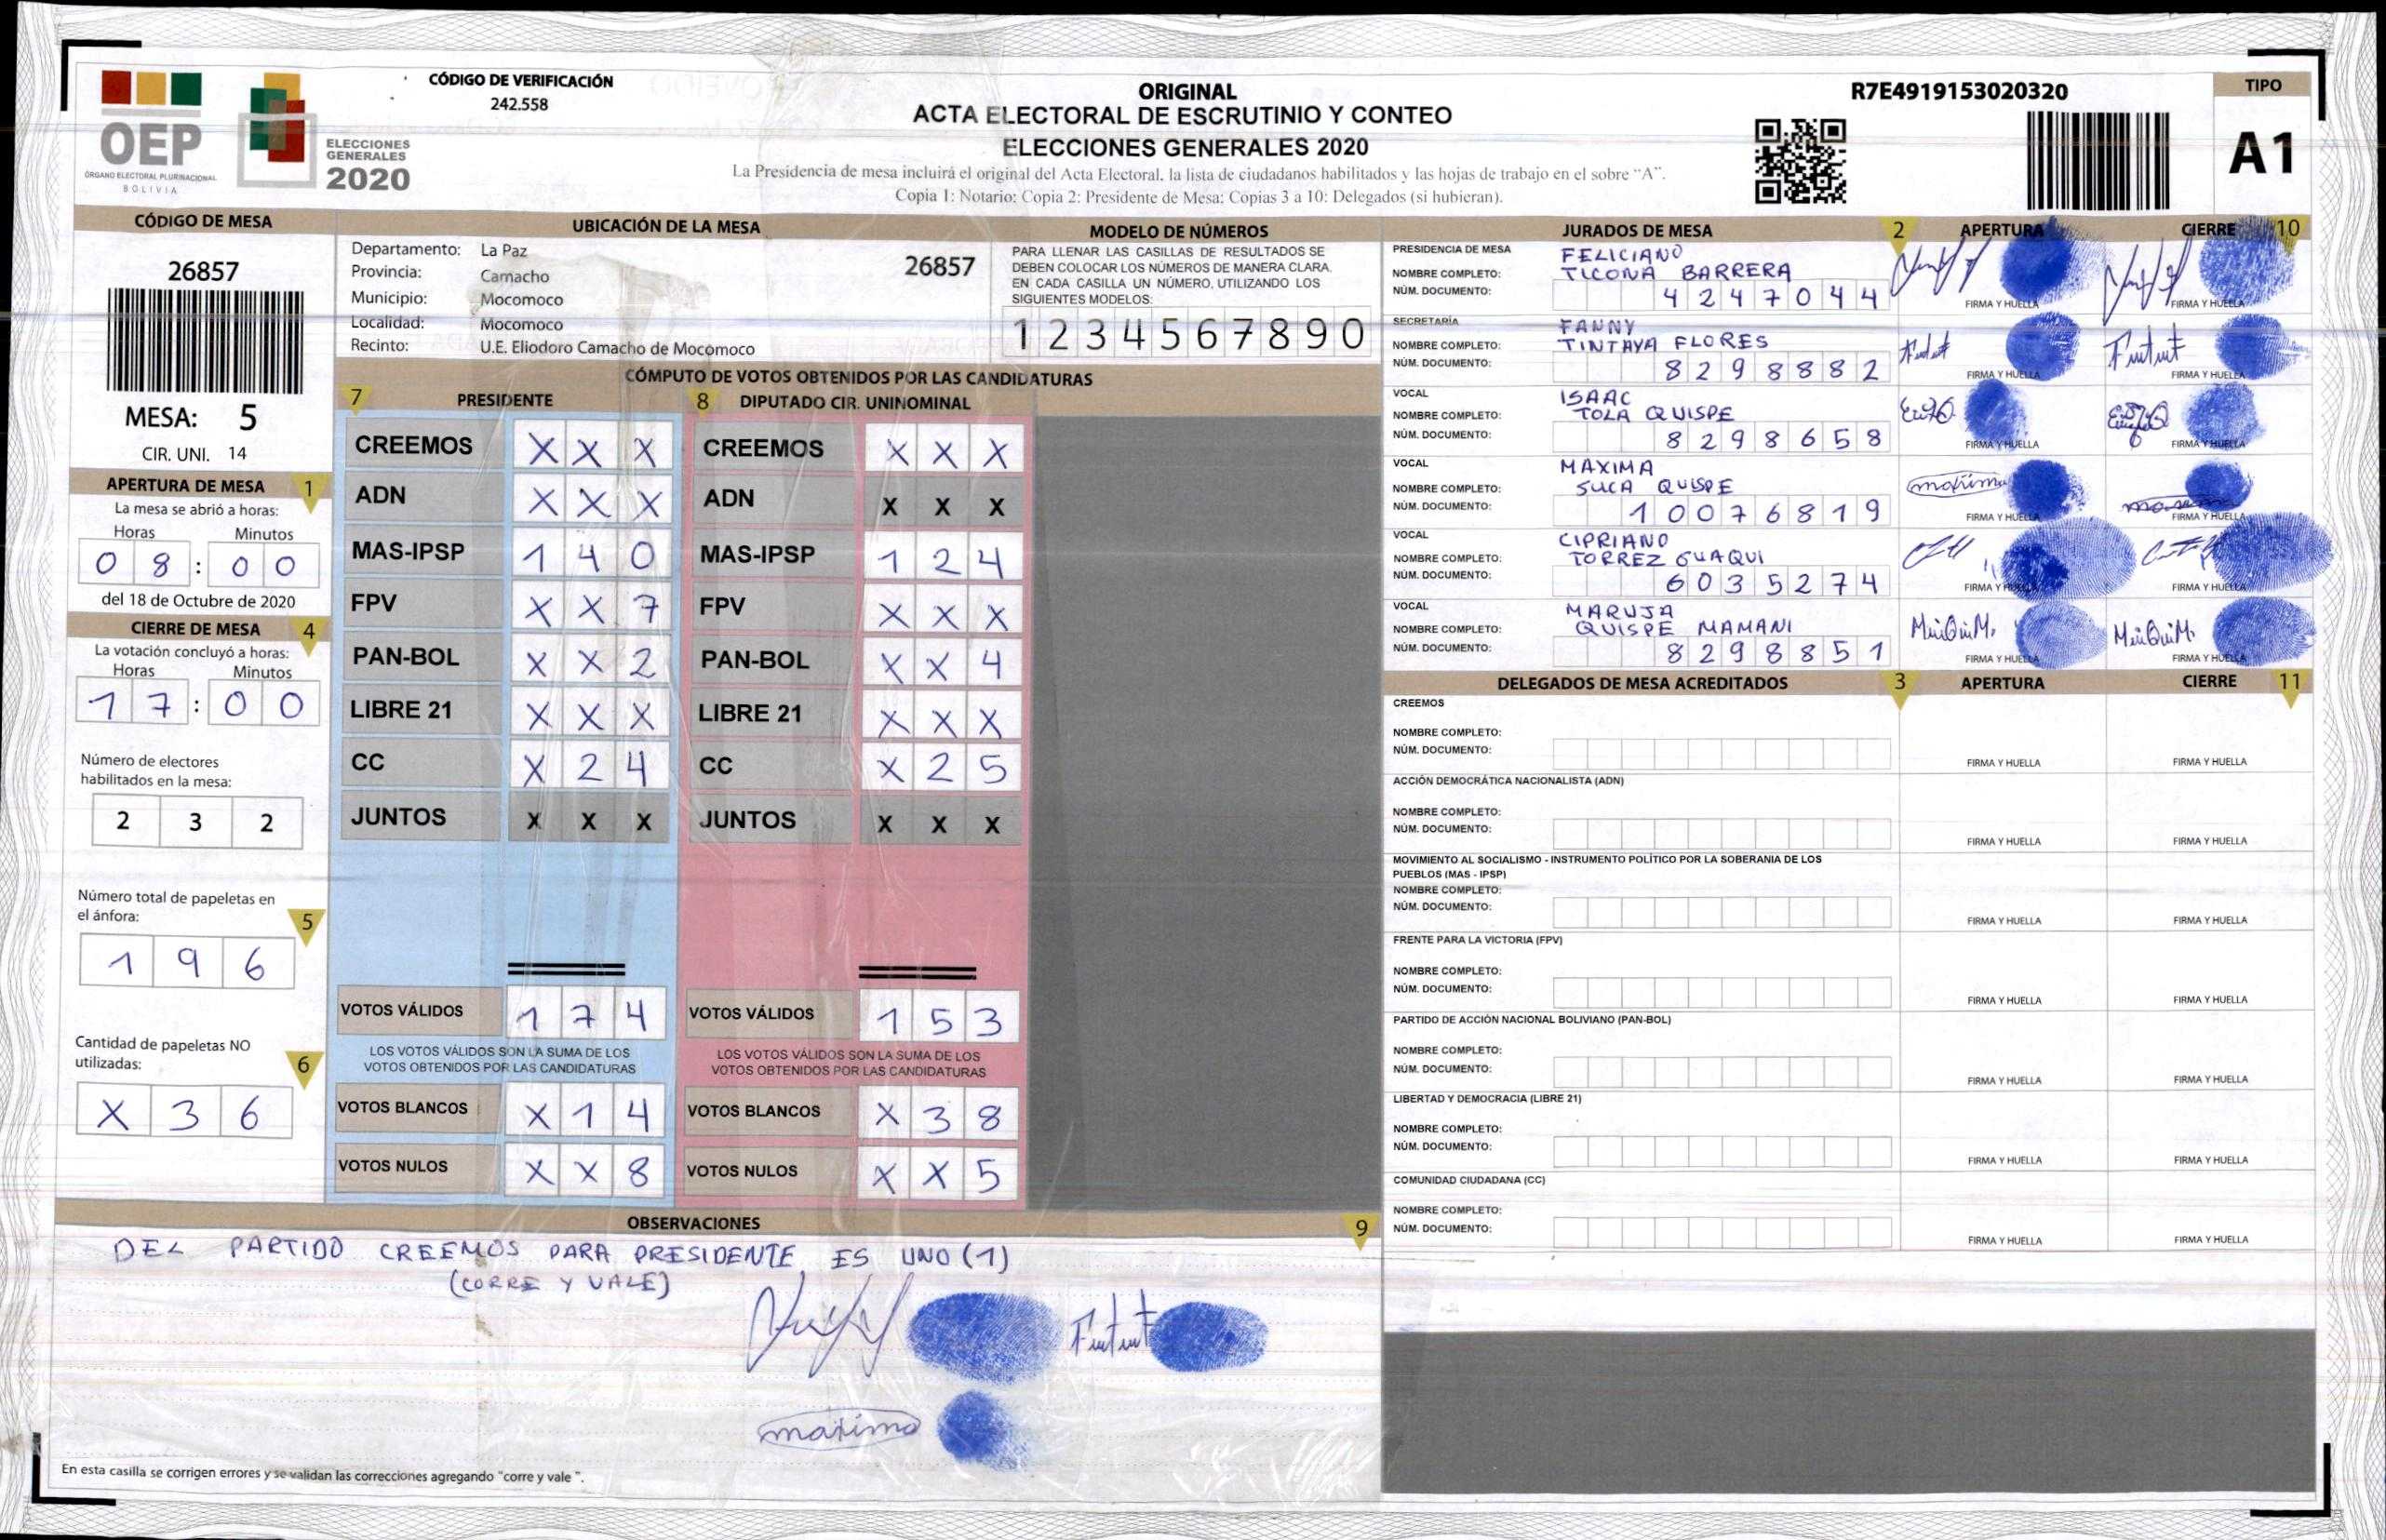 CÓDIGO DE VERIFICACIÓN
242.558
OEP
ÓRGANO ELECTORAL PLURINACIONAL
BOLIVIA
ELECCIONES
GENERALES
2020
ORIGINAL
ACTA ELECTORAL DE ESCRUTINIO Y CONTEO
ELECCIONES GENERALES 2020
La Presidencia de mesa incluirá el original del Acta Electoral, la lista de ciudadanos habilitados y las hojas de trabajo en el sobre “A”.
Copia 1: Notario: Copia 2: Presidente de Mesa: Copias 3 a 10: Delegados (si hubieran).
R7E4919153020320
TIPO
A1
CÓDIGO DE MESA
26857
MESA: 5
CIR. UNI. 14
APERTURA DE MESA 1
La mesa se abrió a horas:
Horas Minutos
0 8 : 0 0
del 18 de Octubre de 2020
CIERRE DE MESA 4
La votación concluyó a horas:
Horas Minutos
1 7 : 0 0
Número de electores
habilitados en la mesa:
2 3 2
Número total de papeletas en
el ánfora: 5
1 9 6
Cantidad de papeletas NO
utilizadas: 6
X 3 6
UBICACIÓN DE LA MESA
Departamento: La Paz 26857
Provincia: Camacho
Municipio: Mocomoco
Localidad: Mocomoco
Recinto: U.E. Eliodoro Camacho de Mocomoco
MODELO DE NÚMEROS
PARA LLENAR LAS CASILLAS DE RESULTADOS SE
DEBEN COLOCAR LOS NÚMEROS DE MANERA CLARA,
EN CADA CASILLA UN NÚMERO, UTILIZANDO LOS
SIGUIENTES MODELOS:
1 2 3 4 5 6 7 8 9 0
CÓMPUTO DE VOTOS OBTENIDOS POR LAS CANDIDATURAS
7 PRESIDENTE 8 DIPUTADO CIR. UNINOMINAL
CREEMOS X X X CREEMOS X X X
ADN X X X ADN X X X
MAS-IPSP 1 4 0 MAS-IPSP 1 2 4
FPV X X 7 FPV X X X
PAN-BOL X X 2 PAN-BOL X X 4
LIBRE 21 X X X LIBRE 21 X X X
CC X 2 4 CC X 2 5
JUNTOS X X X JUNTOS X X X
VOTOS VÁLIDOS 1 7 4 VOTOS VÁLIDOS 1 5 3
LOS VOTOS VÁLIDOS SON LA SUMA DE LOS LOS VOTOS VÁLIDOS SON LA SUMA DE LOS
VOTOS OBTENIDOS POR LAS CANDIDATURAS VOTOS OBTENIDOS POR LAS CANDIDATURAS
VOTOS BLANCOS X 1 4 VOTOS BLANCOS X 3 8
VOTOS NULOS X X 8 VOTOS NULOS X X 5
OBSERVACIONES 9
DEL PARTIDO CREEMOS PARA PRESIDENTE ES UNO (1)
(CORRE Y VALE)
En esta casilla se corrigen errores y se validan las correcciones agregando "corre y vale ".
JURADOS DE MESA 2 APERTURA CIERRE 10
PRESIDENCIA DE MESA FELICIANO
NOMBRE COMPLETO: TICONA BARRERA
NÚM. DOCUMENTO: 4 2 4 7 0 4 4 FIRMA Y HUELLA FIRMA Y HUELLA
SECRETARÍA FANNY
NOMBRE COMPLETO: TINTAYA FLORES
NÚM. DOCUMENTO: 8 2 9 8 8 8 2 FIRMA Y HUELLA FIRMA Y HUELLA
VOCAL ISAAC
NOMBRE COMPLETO: TOLA QUISPE
NÚM. DOCUMENTO: 8 2 9 8 6 5 8 FIRMA Y HUELLA FIRMA Y HUELLA
VOCAL MAXIMA
NOMBRE COMPLETO: SUCA QUISPE
NÚM. DOCUMENTO: 1 0 0 7 6 8 1 9 FIRMA Y HUELLA FIRMA Y HUELLA
VOCAL CIPRIANO
NOMBRE COMPLETO: TORREZ GUAQUI
NÚM. DOCUMENTO: 6 0 3 5 2 7 4 FIRMA Y HUELLA FIRMA Y HUELLA
VOCAL MARUJA
NOMBRE COMPLETO: QUISPE MAMANI
NÚM. DOCUMENTO: 8 2 9 8 8 5 1 FIRMA Y HUELLA FIRMA Y HUELLA
DELEGADOS DE MESA ACREDITADOS 3 APERTURA CIERRE 11
CREEMOS
NOMBRE COMPLETO:
NÚM. DOCUMENTO: FIRMA Y HUELLA FIRMA Y HUELLA
ACCIÓN DEMOCRÁTICA NACIONALISTA (ADN)
NOMBRE COMPLETO:
NÚM. DOCUMENTO: FIRMA Y HUELLA FIRMA Y HUELLA
MOVIMIENTO AL SOCIALISMO - INSTRUMENTO POLÍTICO POR LA SOBERANIA DE LOS
PUEBLOS (MAS - IPSP)
NOMBRE COMPLETO:
NÚM. DOCUMENTO: FIRMA Y HUELLA FIRMA Y HUELLA
FRENTE PARA LA VICTORIA (FPV)
NOMBRE COMPLETO:
NÚM. DOCUMENTO: FIRMA Y HUELLA FIRMA Y HUELLA
PARTIDO DE ACCIÓN NACIONAL BOLIVIANO (PAN-BOL)
NOMBRE COMPLETO:
NÚM. DOCUMENTO: FIRMA Y HUELLA FIRMA Y HUELLA
LIBERTAD Y DEMOCRACIA (LIBRE 21)
NOMBRE COMPLETO:
NÚM. DOCUMENTO: FIRMA Y HUELLA FIRMA Y HUELLA
COMUNIDAD CIUDADANA (CC)
NOMBRE COMPLETO:
NÚM. DOCUMENTO: FIRMA Y HUELLA FIRMA Y HUELLA